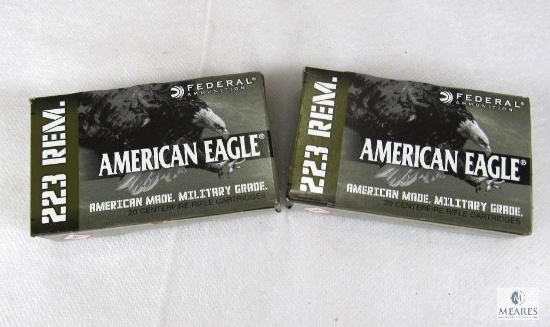 223 REM.
FEDERAL®
AMMUNITION
AMERICAN EAGLE®
AMERICAN MADE. MILITARY GRADE.
20 CENTERFIRE RIFLE CARTRIDGES
223 REM.
FEDERAL®
AMMUNITION
AMERICAN EAGLE®
AMERICAN MADE. MILITARY GRADE.
20 CENTERFIRE RIFLE CARTRIDGES
M
MEARES